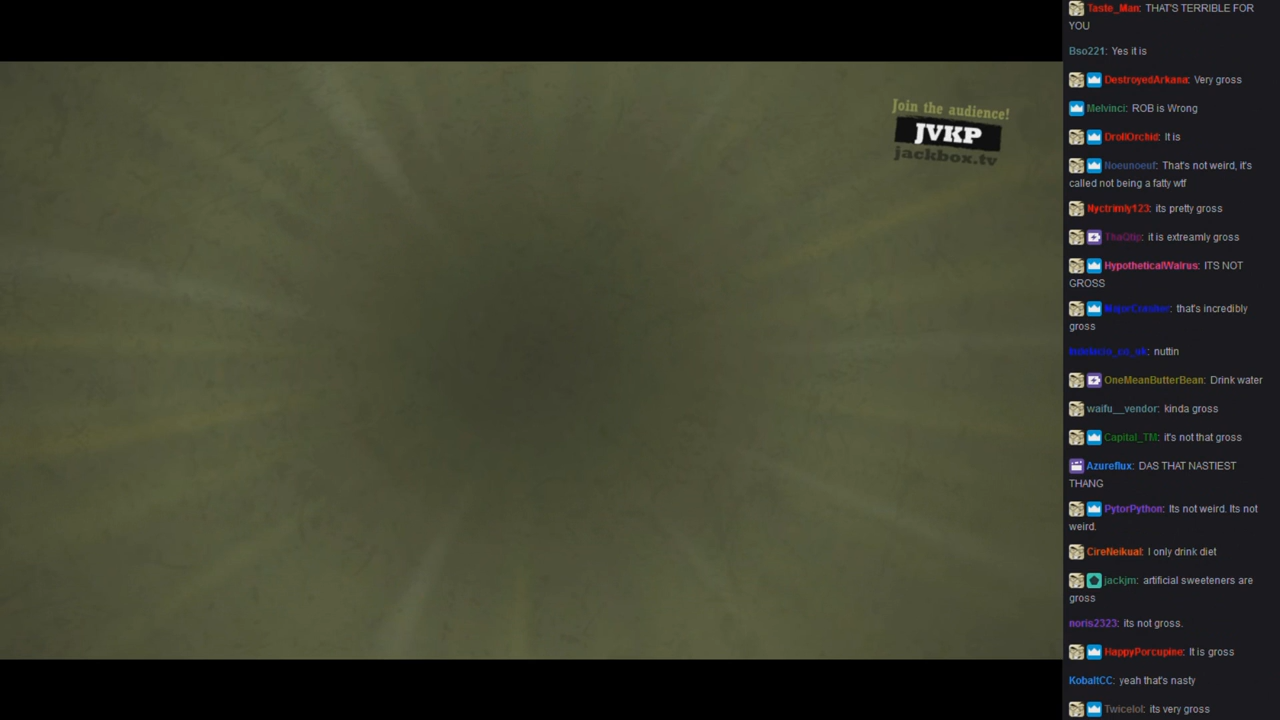 Join the audience!
JVKP
jackbox.tv
Taste_Man: THAT'S TERRIBLE FOR
YOU
Bso221: Yes it is
DestroyedArkana: Very gross
Melvinci: ROB is Wrong
DrollOrchid: It is
Noeunoeuf: That's not weird, it's
called not being a fatty wtf
Nyctrimly123: its pretty gross
ThaQtip: it is extreamly gross
HypotheticalWalrus: ITS NOT
GROSS
that's incredibly
gross
nuttin
OneMeanButterBean: Drink water
waifu__vendor: kinda gross
Capital_TM: it's not that gross
Azureflux: DAS THAT NASTIEST
THANG
PytorPython: Its not weird. Its not
weird.
CireNeikual: I only drink diet
jackjm: artificial sweeteners are
gross
noris2323: its not gross.
HappyPorcupine: It is gross
KobaltCC: yeah that's nasty
Twicelol: its very gross